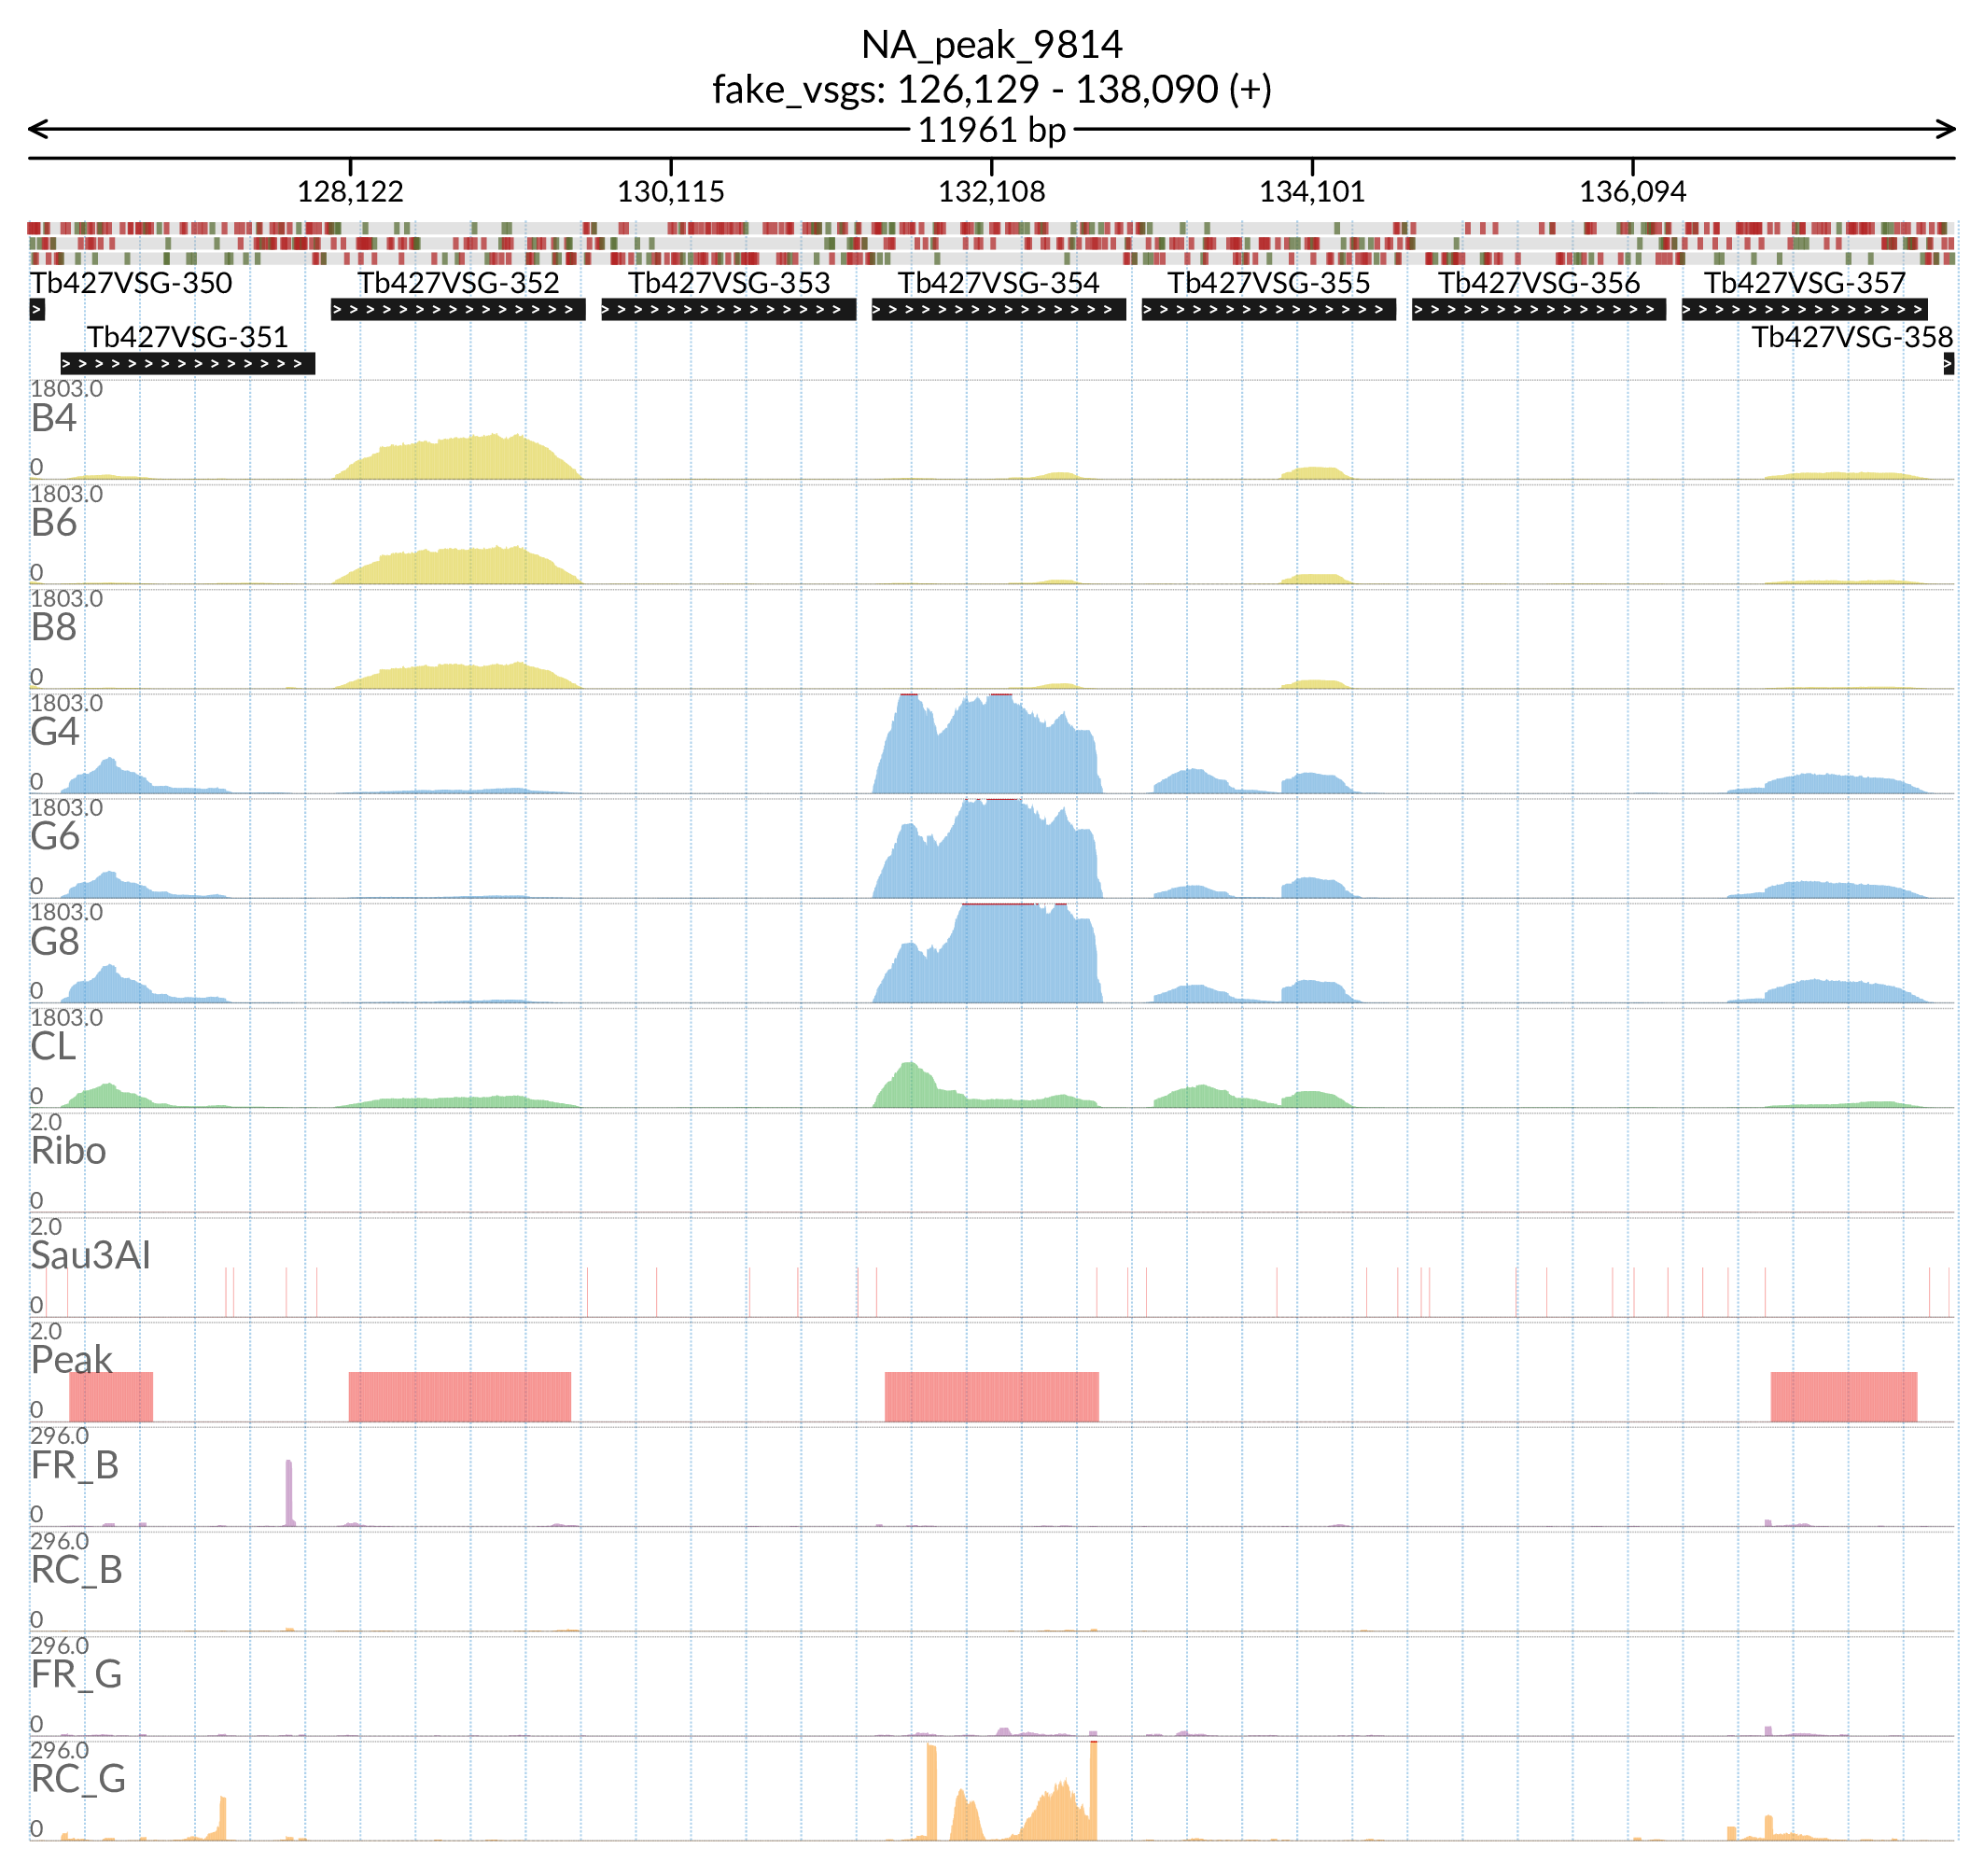 NA_peak_9814
fake_vsgs: 126,129 - 138,090 (+)
11961 bp
128,122 130,115 132,108 134,101 136,094
Tb427VSG-350 Tb427VSG-352 Tb427VSG-353 Tb427VSG-354 Tb427VSG-355 Tb427VSG-356 Tb427VSG-357
Tb427VSG-351 Tb427VSG-358
1803.0
B4
0
1803.0
B6
0
1803.0
B8
0
1803.0
G4
0
1803.0
G6
0
1803.0
G8
0
1803.0
CL
0
2.0
Ribo
0
2.0
Sau3AI
0
2.0
Peak
0
296.0
FR_B
0
296.0
RC_B
0
296.0
FR_G
0
296.0
RC_G
0